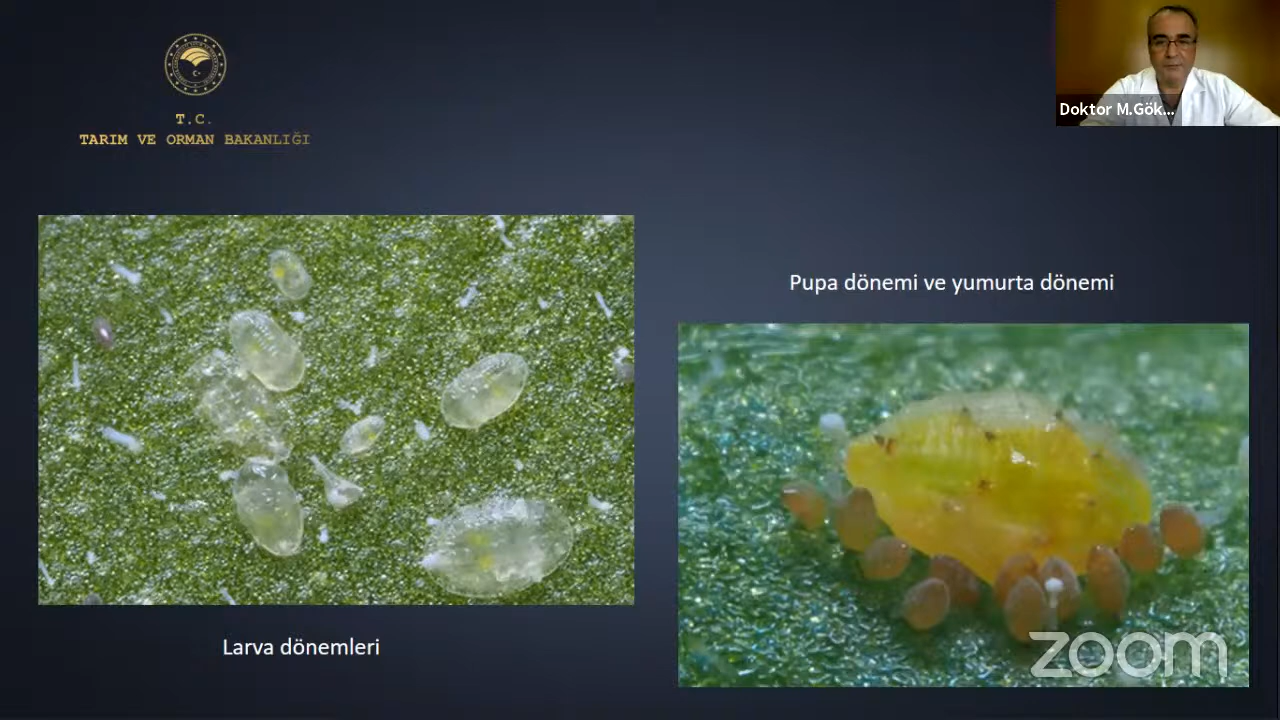 T.C.
TARIM VE ORMAN BAKANLIĞI
Doktor M.Gök...
Pupa dönemi ve yumurta dönemi
Larva dönemleri
zoom